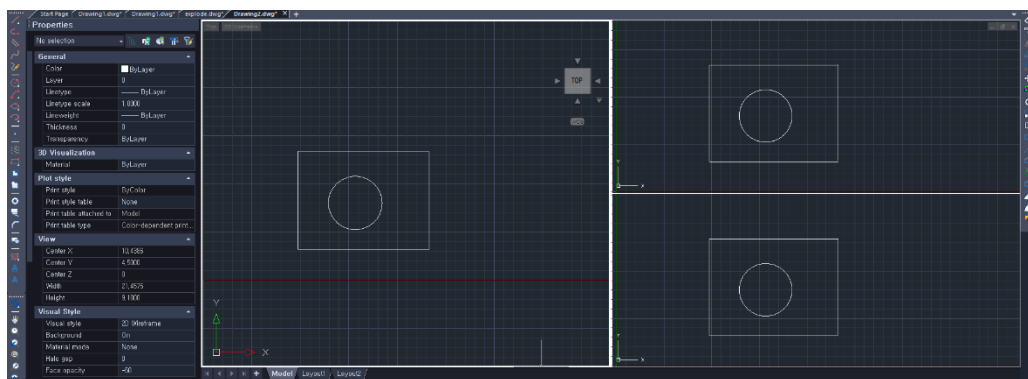 Start Page Drawing1.dwg* Drawing1.dwg* explode.dwg* Drawing2.dwg*
Properties
No selection
General
Color ByLayer
Layer 0
Linetype ByLayer
Linetype scale 1.0000
Lineweight ByLayer
Thickness 0
Transparency ByLayer
3D Visualization
Material ByLayer
Plot style
Print style ByColor
Print style table None
Print table attached to Model
Print table type Color-dependent print...
View
Center X
Center Y 4.5000
Center Z 0
Width
Height 9.1000
Visual Style
Visual style 2D Wireframe
Background On
Material mode None
Halo gap 0
Face opacity -60
TOP
Y
X
Y
X
Y
X
Model Layout1 Layout2